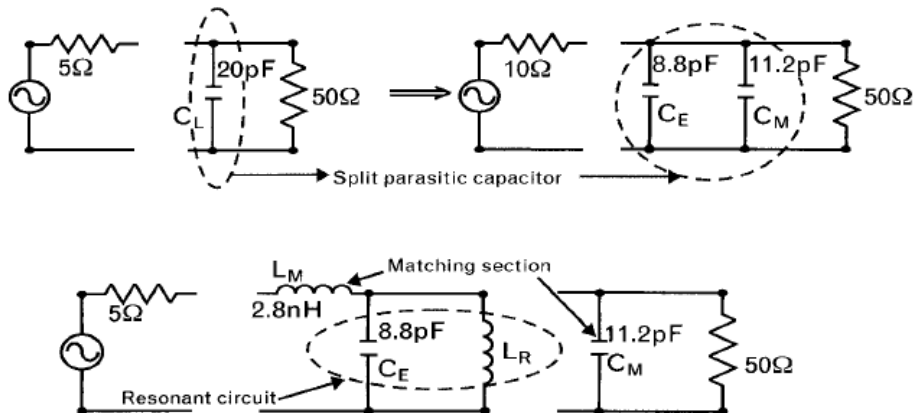 5Ω
20pF
C_L
50Ω
10Ω
8.8pF
11.2pF
C_E
C_M
50Ω
Split parasitic capacitor
L_M
Matching section
5Ω
2.8nH
8.8pF
C_E
L_R
11.2pF
C_M
50Ω
Resonant circuit